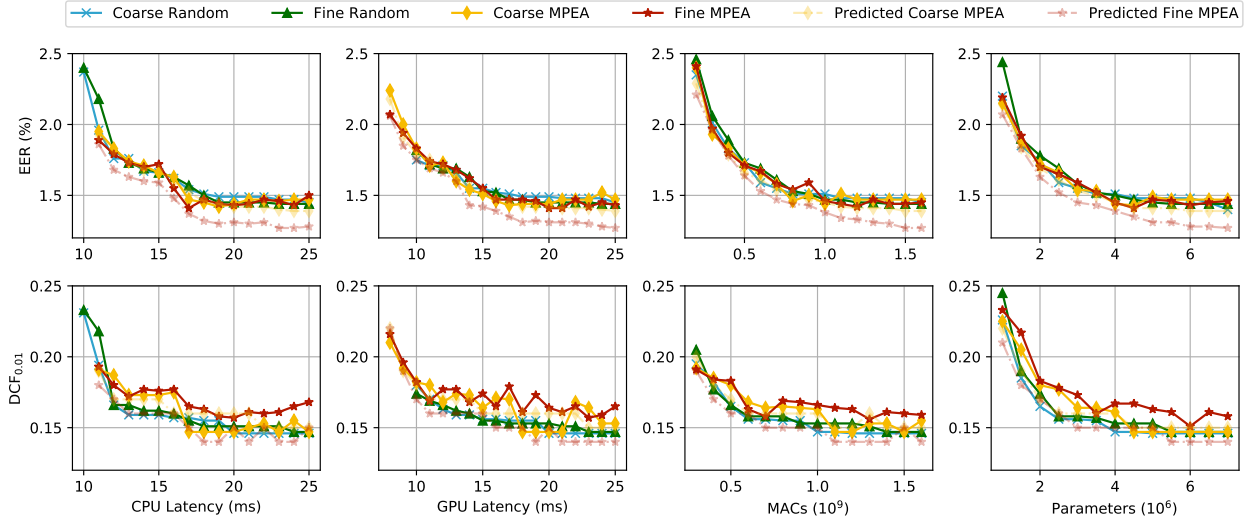 Coarse Random Fine Random Coarse MPEA Fine MPEA Predicted Coarse MPEA Predicted Fine MPEA
EER (%)
2.5
2.0
1.5
10 15 20 25
2.5
2.0
1.5
10 15 20 25
2.5
2.0
1.5
0.5 1.0 1.5
2.5
2.0
1.5
2 4 6
DCF0.01
0.25
0.20
0.15
10 15 20 25
CPU Latency (ms)
0.25
0.20
0.15
10 15 20 25
GPU Latency (ms)
0.25
0.20
0.15
0.5 1.0 1.5
MACs (10⁹)
0.25
0.20
0.15
2 4 6
Parameters (10⁶)